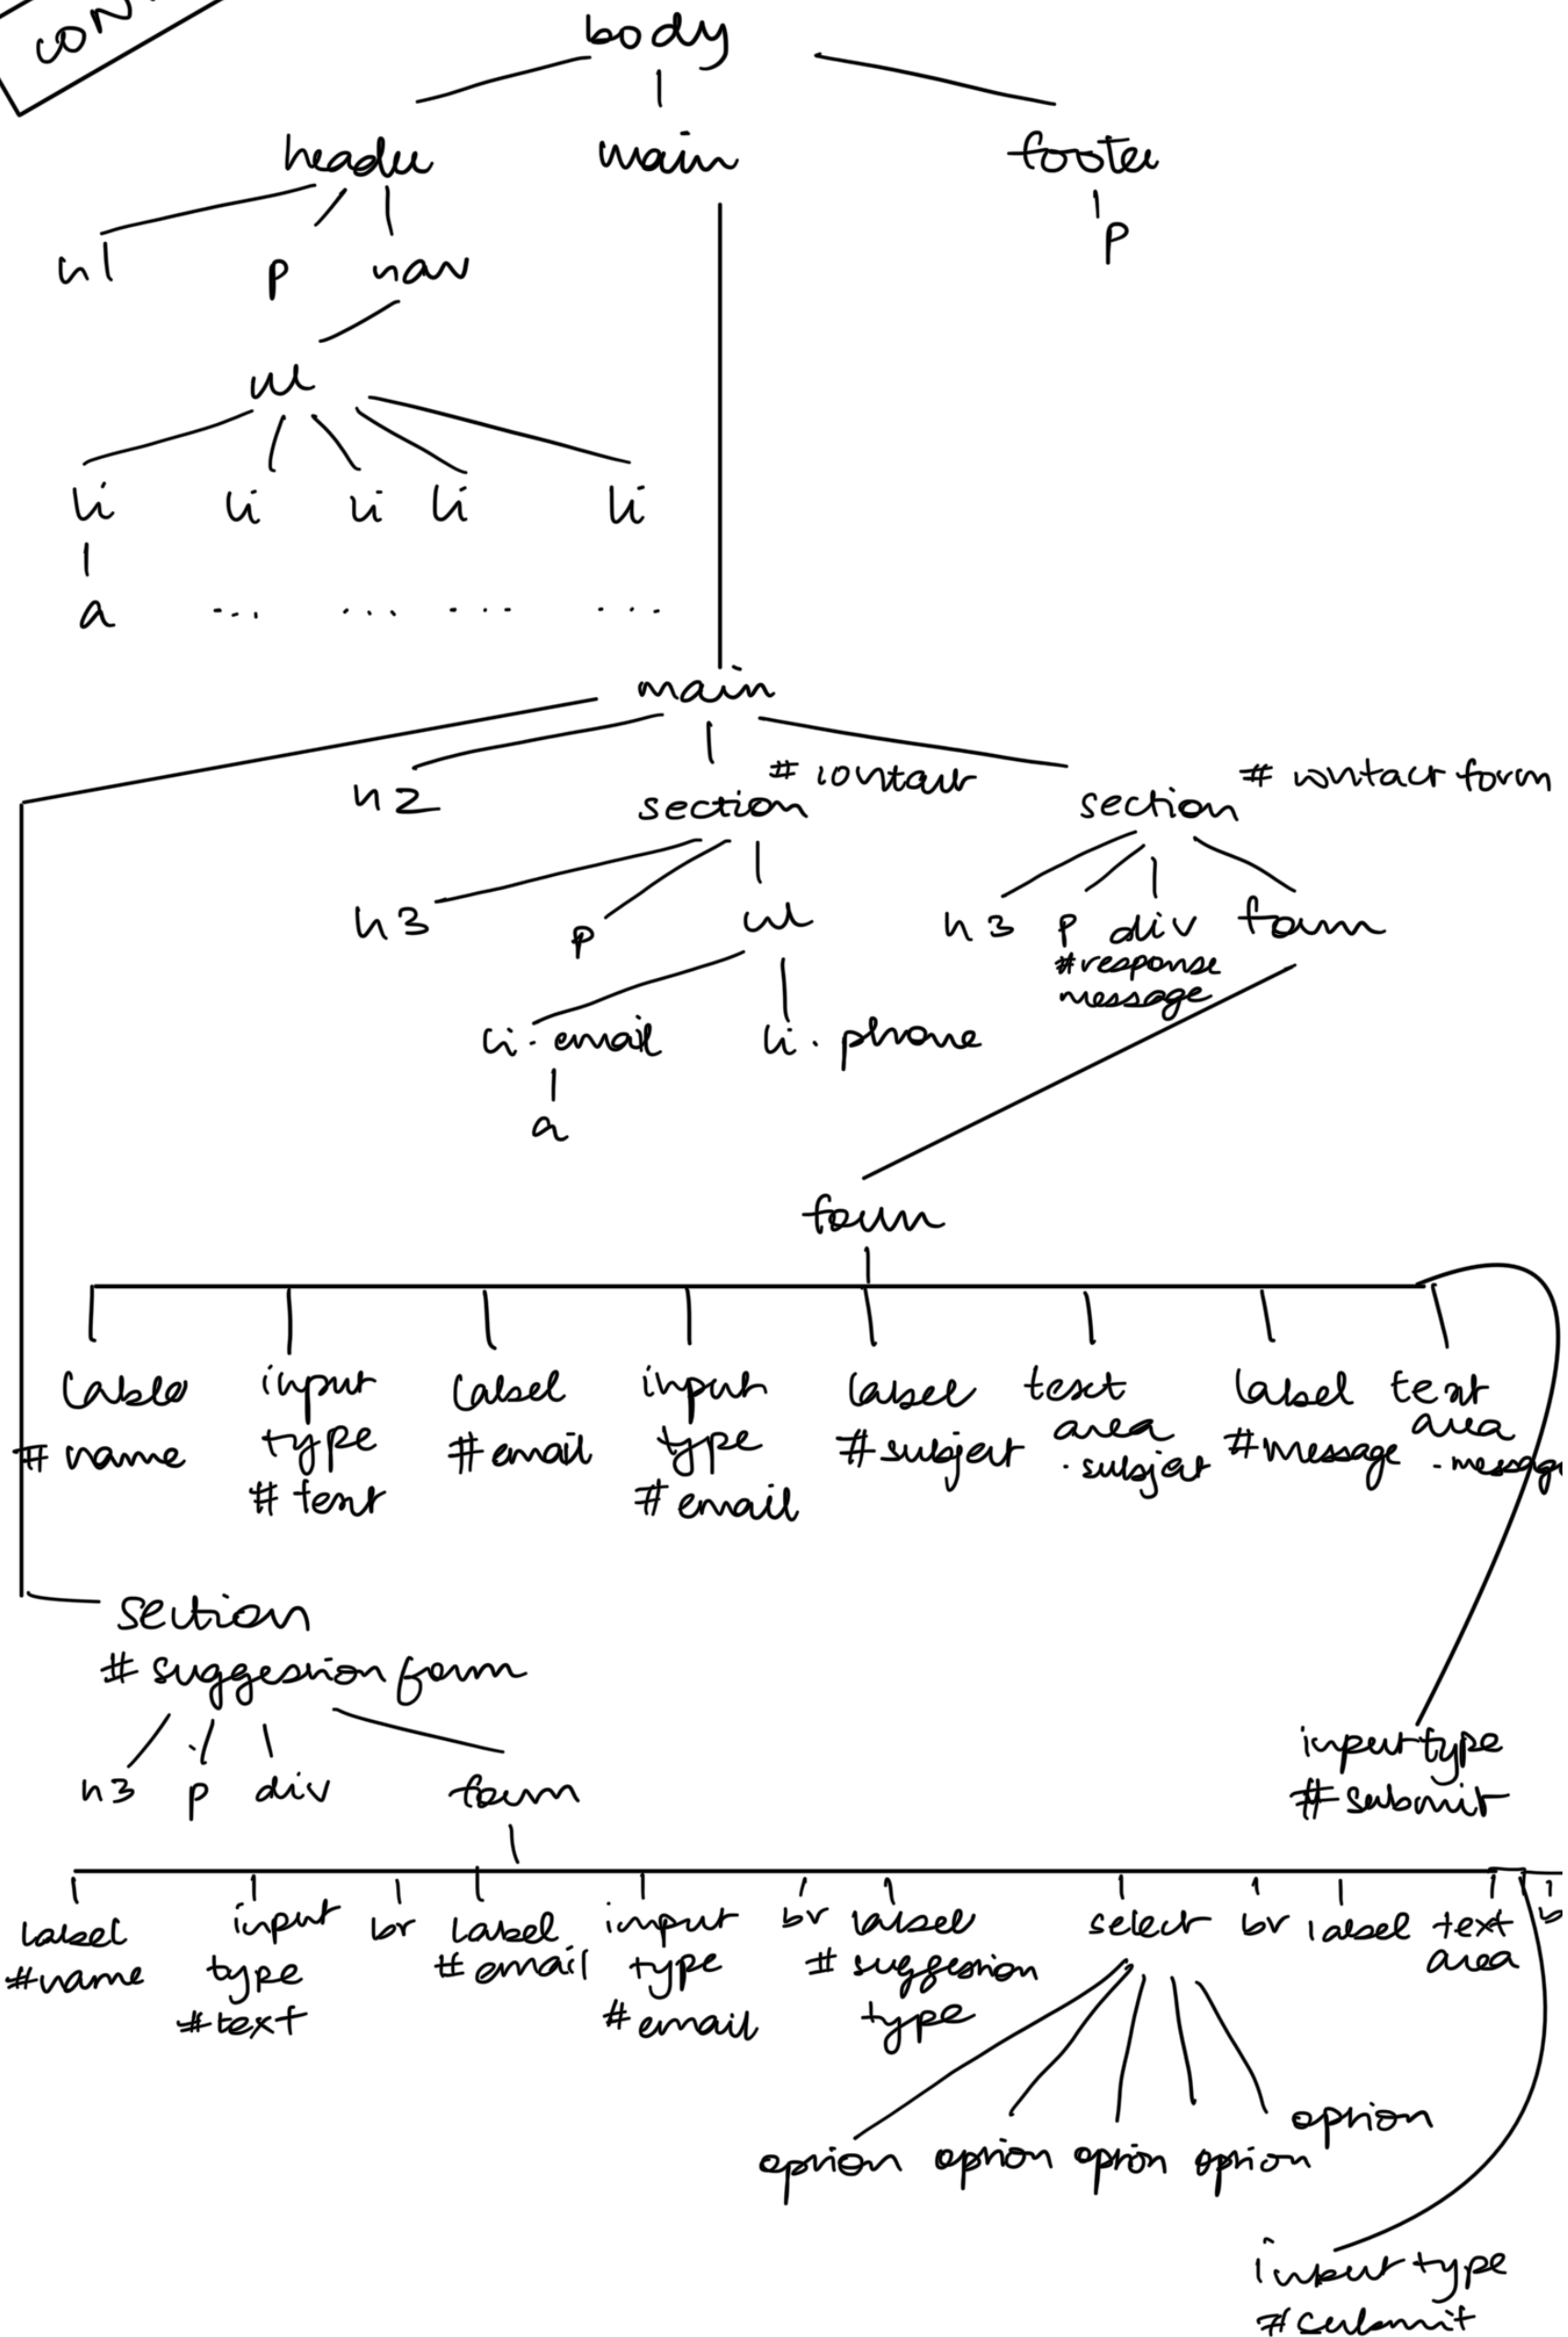 con
body
header main footer
h1 p nav p
ul
li li li li li
a ... ... ... ...
main
h2 section #contact section #contact form
h3 p ul h3 p div form
#response
message
li . email li . phone
a
form
Lable input Label input label text label text
#name type #email type #subject area #message area
#text #email .subject .message
section
#suggestion form
h3 p div form
input type
#submit
Label input br Label input br label select br label text b
#name type #email type #suggestion area
#text #email type
option option option option option
input type
#submit